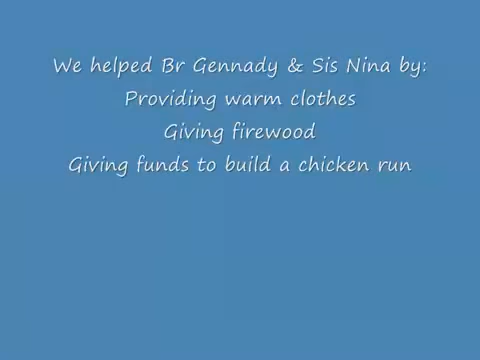 We helped Br Gennady & Sis Nina by:
Providing warm clothes
Giving firewood
Giving funds to build a chicken run